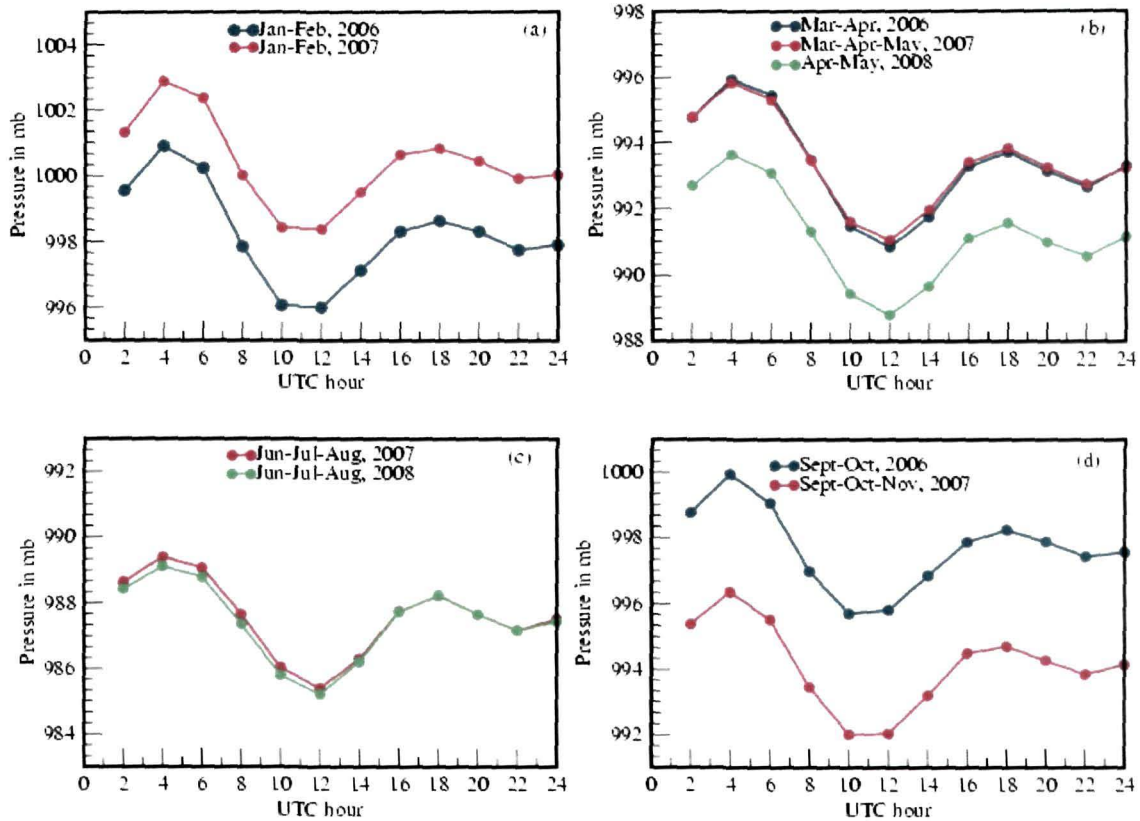 (a)
Jan-Feb, 2006
Jan-Feb, 2007
Pressure in mb
1004
1002
1000
998
996
0 2 4 6 8 10 12 14 16 18 20 22 24
UTC hour
(b)
Mar-Apr, 2006
Mar-Apr-May, 2007
Apr-May, 2008
Pressure in mb
998
996
994
992
990
988
0 2 4 6 8 10 12 14 16 18 20 22 24
UTC hour
(c)
Jun-Jul-Aug, 2007
Jun-Jul-Aug, 2008
Pressure in mb
992
990
988
986
984
0 2 4 6 8 10 12 14 16 18 20 22 24
UTC hour
(d)
Sept-Oct, 2006
Sept-Oct-Nov, 2007
Pressure in mb
1000
998
996
994
992
0 2 4 6 8 10 12 14 16 18 20 22 24
UTC hour